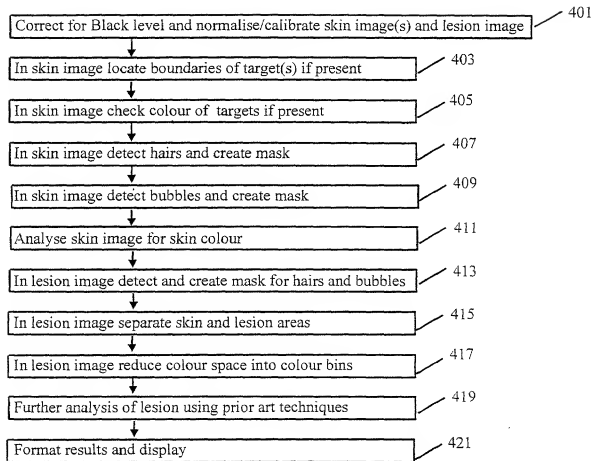 Correct for Black level and normalise/calibrate skin image(s) and lesion image 401
In skin image locate boundaries of target(s) if present 403
In skin image check colour of targets if present 405
In skin image detect hairs and create mask 407
In skin image detect bubbles and create mask 409
Analyse skin image for skin colour 411
In lesion image detect and create mask for hairs and bubbles 413
In lesion image separate skin and lesion areas 415
In lesion image reduce colour space into colour bins 417
Further analysis of lesion using prior art techniques 419
Format results and display 421